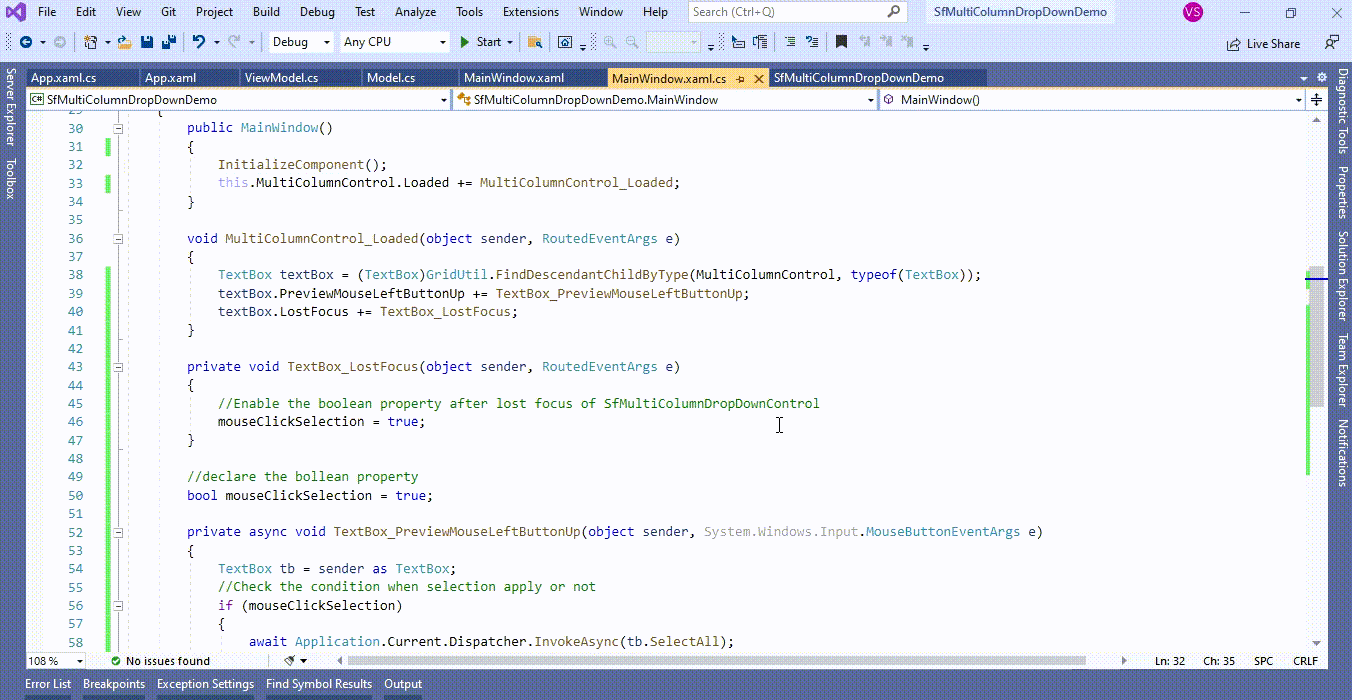 File Edit View Git Project Build Debug Test Analyze Tools Extensions Window Help Search (Ctrl+Q) SfMultiColumnDropDownDemo VS
Debug Any CPU Start Live Share
App.xaml.cs App.xaml ViewModel.cs Model.cs MainWindow.xaml MainWindow.xaml.cs SfMultiColumnDropDownDemo
C# SfMultiColumnDropDownDemo SfMultiColumnDropDownDemo.MainWindow MainWindow()
Server Explorer
Toolbox
29 {
30 public MainWindow()
31 {
32 InitializeComponent();
33 this.MultiColumnControl.Loaded += MultiColumnControl_Loaded;
34 }
35
36 void MultiColumnControl_Loaded(object sender, RoutedEventArgs e)
37 {
38 TextBox textBox = (TextBox)GridUtil.FindDescendantChildByType(MultiColumnControl, typeof(TextBox));
39 textBox.PreviewMouseLeftButtonUp += TextBox_PreviewMouseLeftButtonUp;
40 textBox.LostFocus += TextBox_LostFocus;
41 }
42
43 private void TextBox_LostFocus(object sender, RoutedEventArgs e)
44 {
45 //Enable the boolean property after lost focus of SfMultiColumnDropDownControl
46 mouseClickSelection = true;
47 }
48
49 //declare the bollean property
50 bool mouseClickSelection = true;
51
52 private async void TextBox_PreviewMouseLeftButtonUp(object sender, System.Windows.Input.MouseButtonEventArgs e)
53 {
54 TextBox tb = sender as TextBox;
55 //Check the condition when selection apply or not
56 if (mouseClickSelection)
57 {
58 await Application.Current.Dispatcher.InvokeAsync(tb.SelectAll);
Diagnostic Tools
Properties
Solution Explorer
Team Explorer
Notifications
108 % No issues found Ln: 32 Ch: 35 SPC CRLF
Error List Breakpoints Exception Settings Find Symbol Results Output